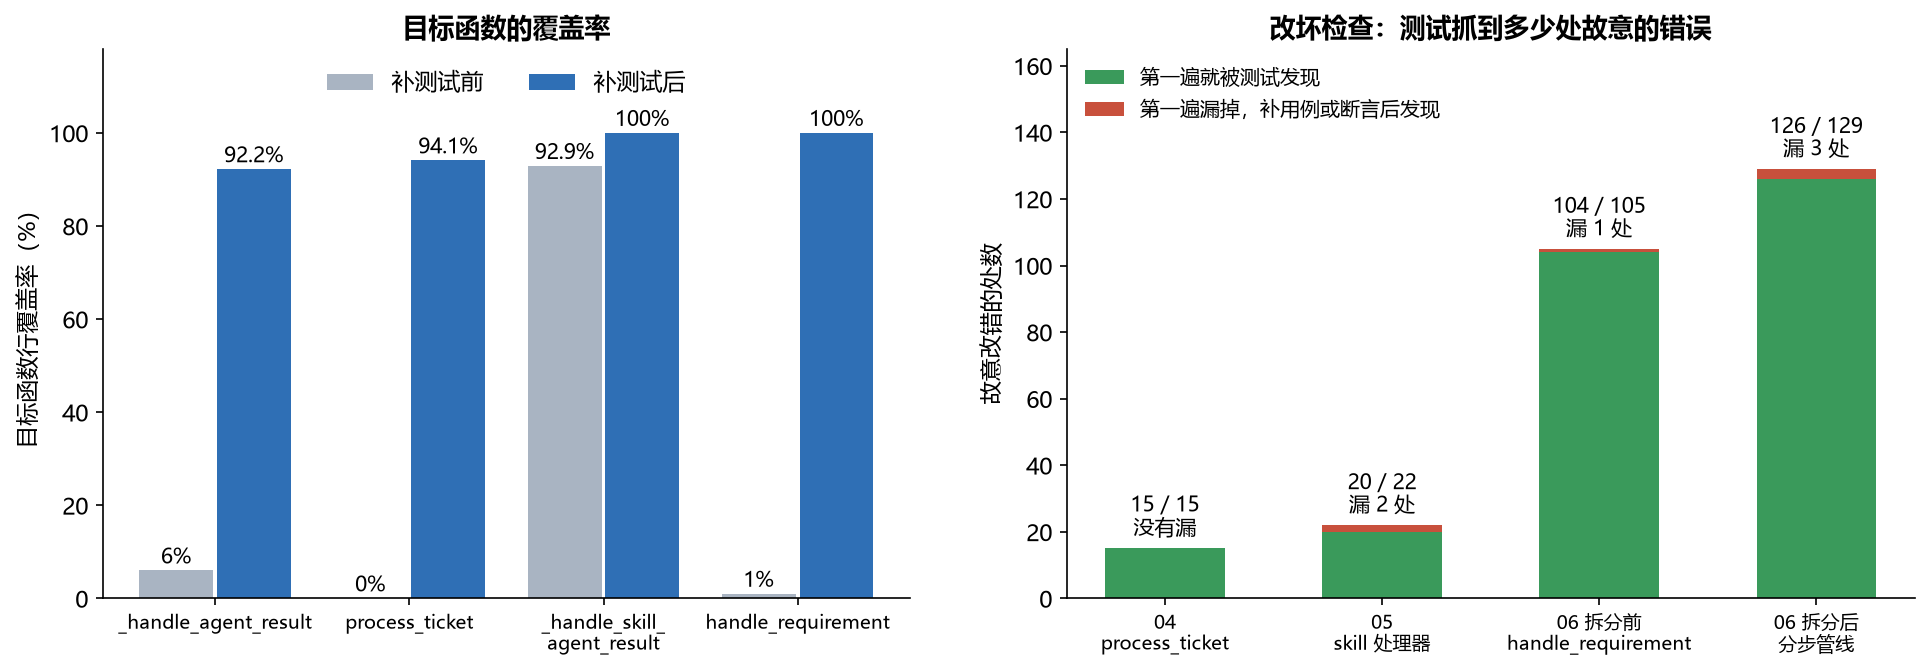 目标函数的覆盖率
补测试前
补测试后
目标函数行覆盖率（%）
100
80
60
40
20
0
6%
92.2%
0%
94.1%
92.9%
100%
1%
100%
_handle_agent_result
process_ticket
_handle_skill_
agent_result
handle_requirement
改坏检查：测试抓到多少处故意的错误
第一遍就被测试发现
第一遍漏掉，补用例或断言后发现
故意改错的处数
160
140
120
100
80
60
40
20
0
15 / 15
没有漏
20 / 22
漏 2 处
104 / 105
漏 1 处
126 / 129
漏 3 处
04
process_ticket
05
skill 处理器
06 拆分前
handle_requirement
06 拆分后
分步管线